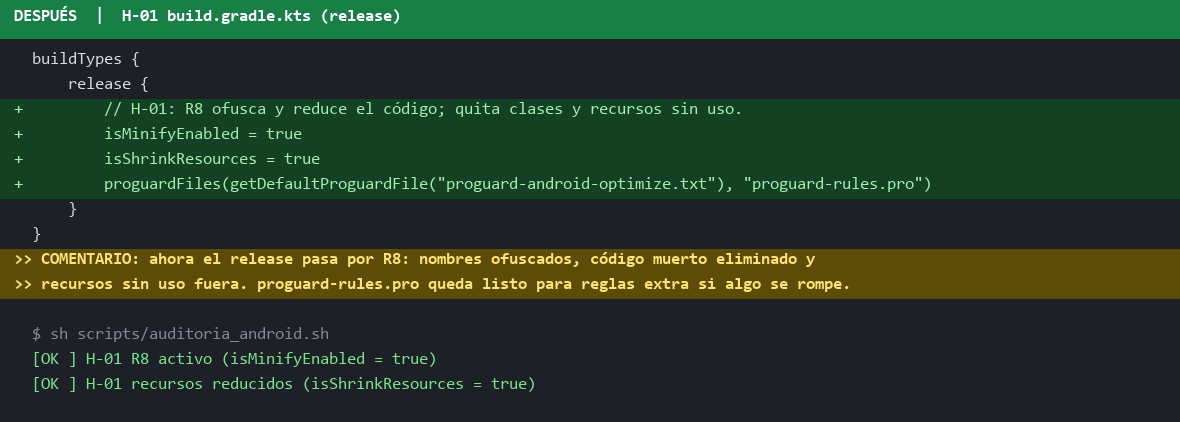 DESPUÉS  |  H-01 build.gradle.kts (release)
buildTypes {
release {
+ // H-01: R8 ofusca y reduce el código; quita clases y recursos sin uso.
+ isMinifyEnabled = true
+ isShrinkResources = true
+ proguardFiles(getDefaultProguardFile("proguard-android-optimize.txt"), "proguard-rules.pro")
}
}
>> COMENTARIO: ahora el release pasa por R8: nombres ofuscados, código muerto eliminado y
>> recursos sin uso fuera. proguard-rules.pro queda listo para reglas extra si algo se rompe.
$ sh scripts/auditoria_android.sh
[OK ] H-01 R8 activo (isMinifyEnabled = true)
[OK ] H-01 recursos reducidos (isShrinkResources = true)